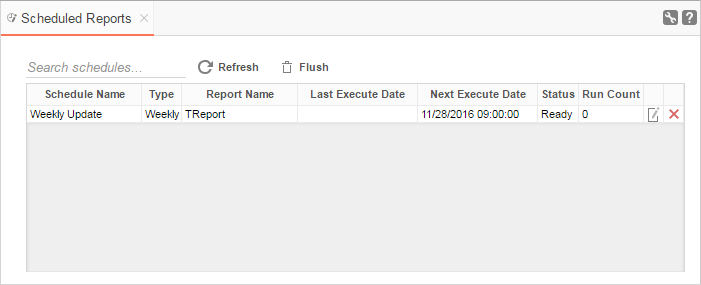 Scheduled Reports
Search schedules... Refresh Flush
Schedule Name Type Report Name Last Execute Date Next Execute Date Status Run Count
Weekly Update Weekly TReport 11/28/2016 09:00:00 Ready 0